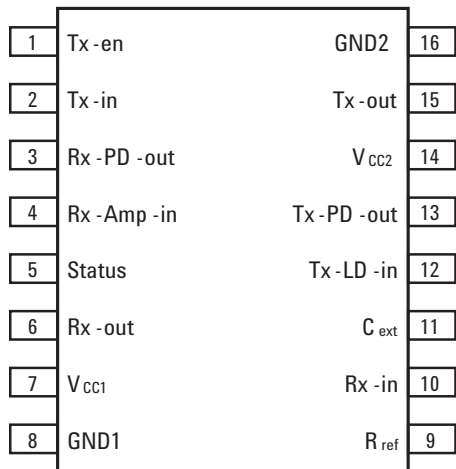 1 Tx-en GND2 16
2 Tx-in Tx-out 15
3 Rx-PD-out VCC2 14
4 Rx-Amp-in Tx-PD-out 13
5 Status Tx-LD-in 12
6 Rx-out Cext 11
7 VCC1 Rx-in 10
8 GND1 Rref 9